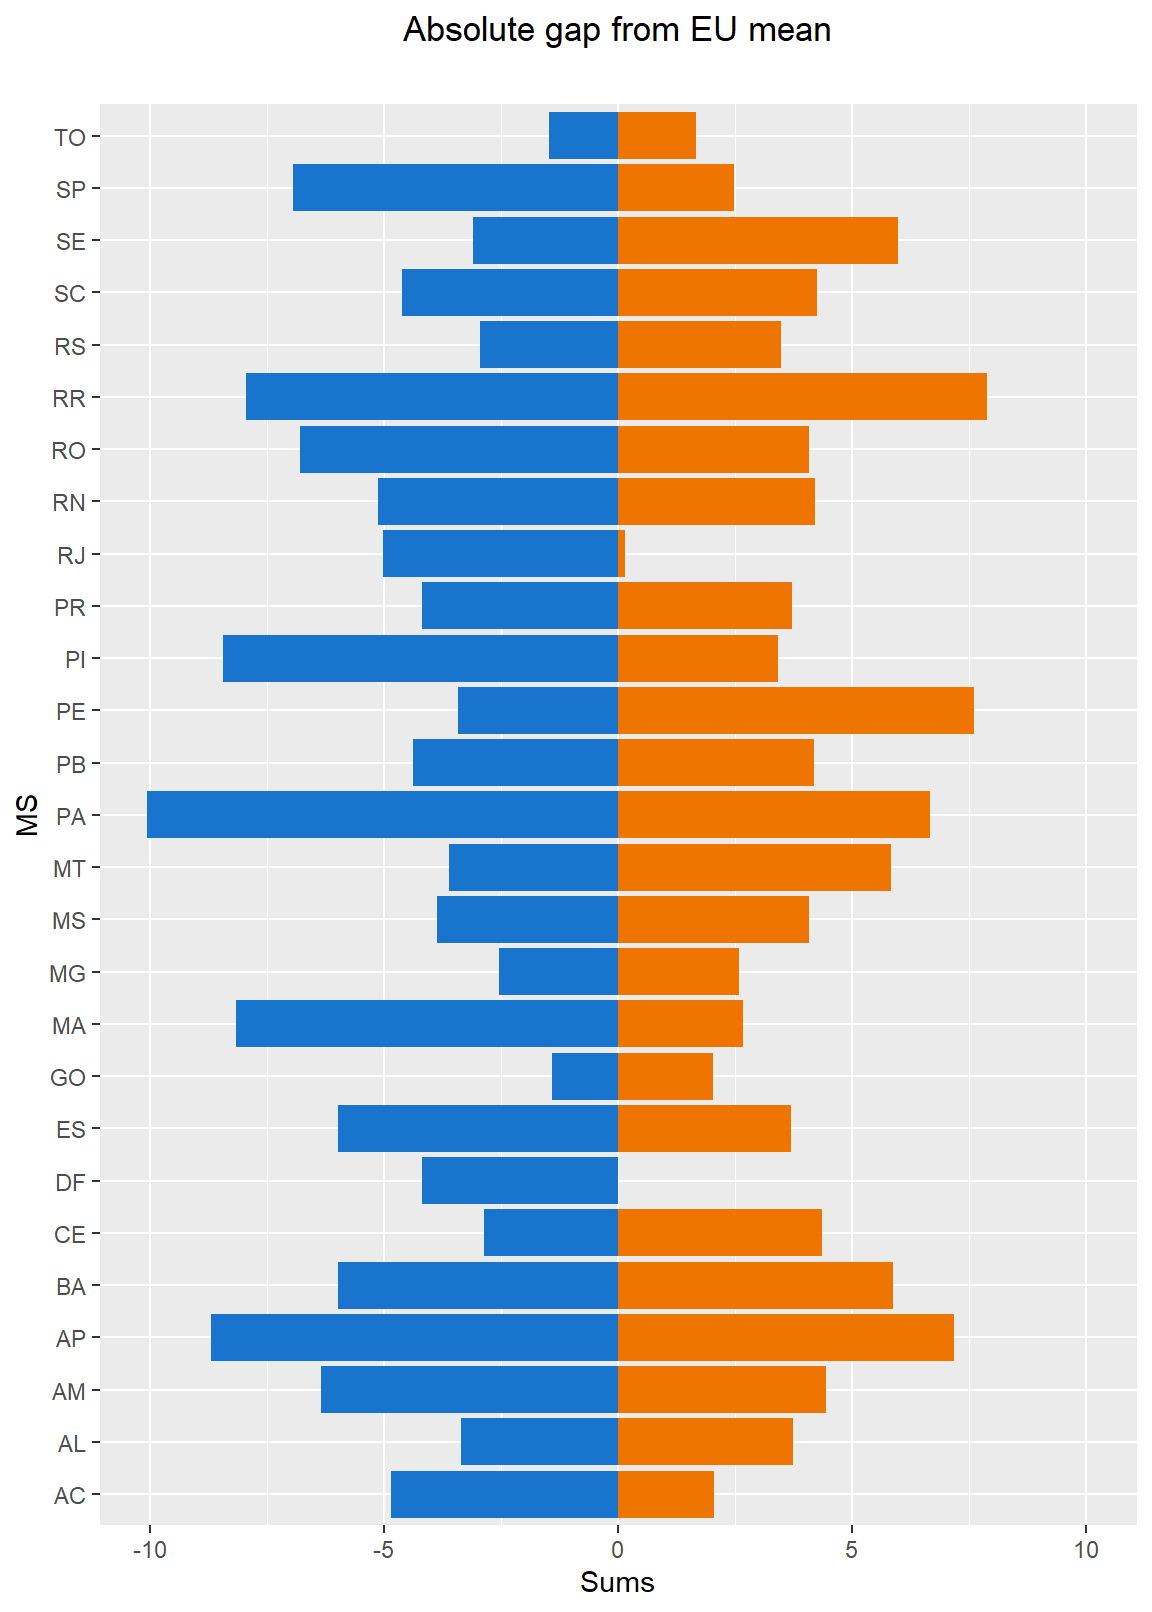 Absolute gap from EU mean
TO
SP
SE
SC
RS
RR
RO
RN
RJ
PR
PI
PE
PB
PA
MT
MS
MG
MA
GO
ES
DF
CE
BA
AP
AM
AL
AC
MS
-10 -5 0 5 10
Sums